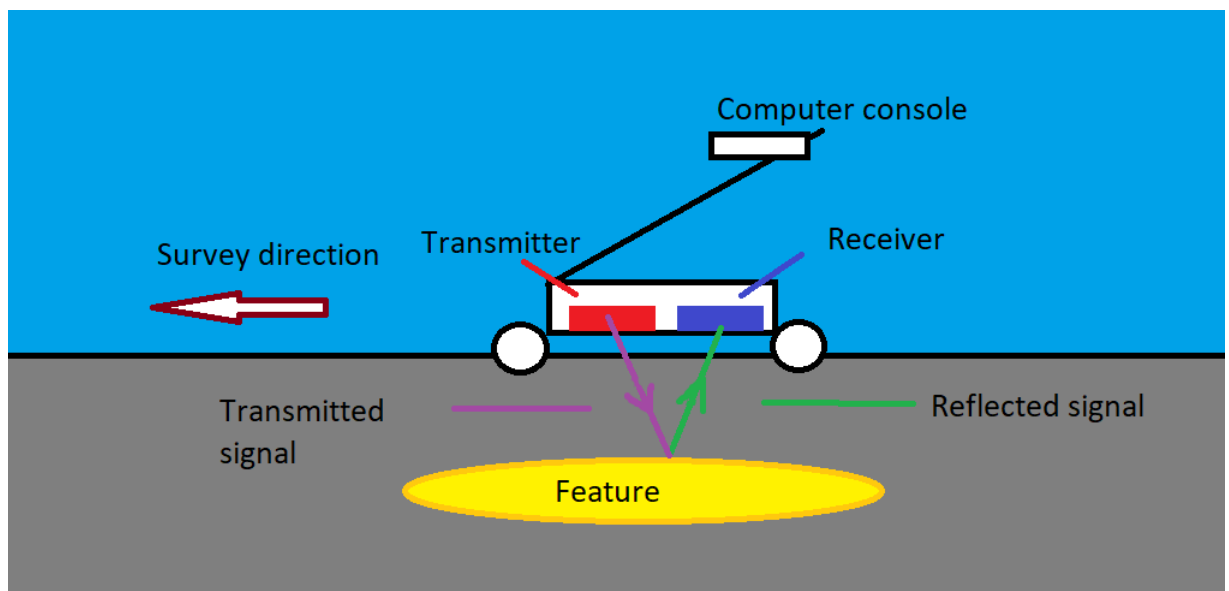 Computer console
Transmitter
Receiver
Survey direction
Transmitted
signal
Reflected signal
Feature